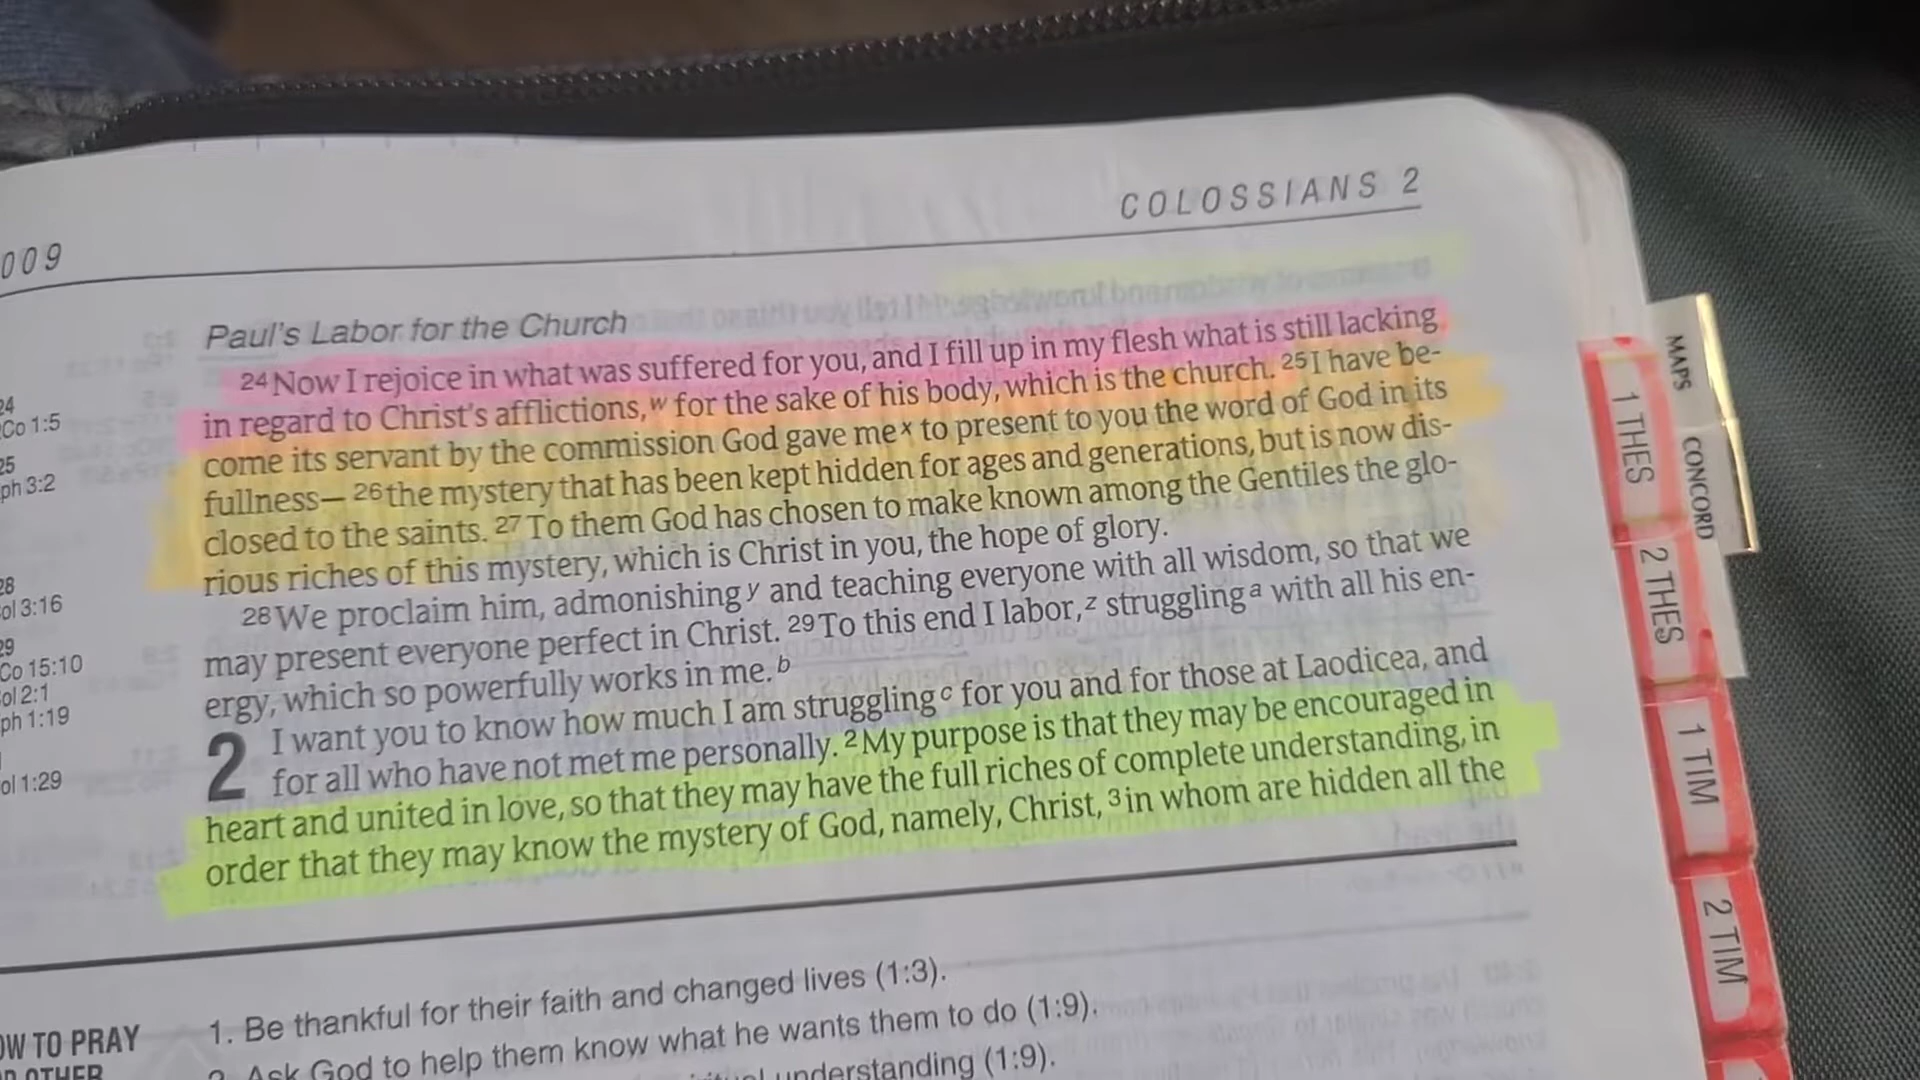 009
COLOSSIANS 2
Paul's Labor for the Church
24 Now I rejoice in what was suffered for you, and I fill up in my flesh what is still lacking
in regard to Christ's afflictions, w for the sake of his body, which is the church. 25 I have be-
come its servant by the commission God gave me x to present to you the word of God in its
fullness— 26 the mystery that has been kept hidden for ages and generations, but is now dis-
closed to the saints. 27 To them God has chosen to make known among the Gentiles the glo-
rious riches of this mystery, which is Christ in you, the hope of glory.
28 We proclaim him, admonishing y and teaching everyone with all wisdom, so that we
may present everyone perfect in Christ. 29 To this end I labor, z struggling a with all his en-
ergy, which so powerfully works in me. b
2 I want you to know how much I am struggling c for you and for those at Laodicea, and
for all who have not met me personally. 2 My purpose is that they may be encouraged in
heart and united in love, so that they may have the full riches of complete understanding, in
order that they may know the mystery of God, namely, Christ, 3 in whom are hidden all the
24
Co 1:5
25
ph 3:2
28
ol 3:16
29
Co 15:10
ol 2:1
ph 1:19
ol 1:29
OW TO PRAY
OTHER
1. Be thankful for their faith and changed lives (1:3).
2. Ask God to help them know what he wants them to do (1:9).
understanding (1:9).
MAPS
CONCORD
1 THES
2 THES
1 TIM
2 TIM